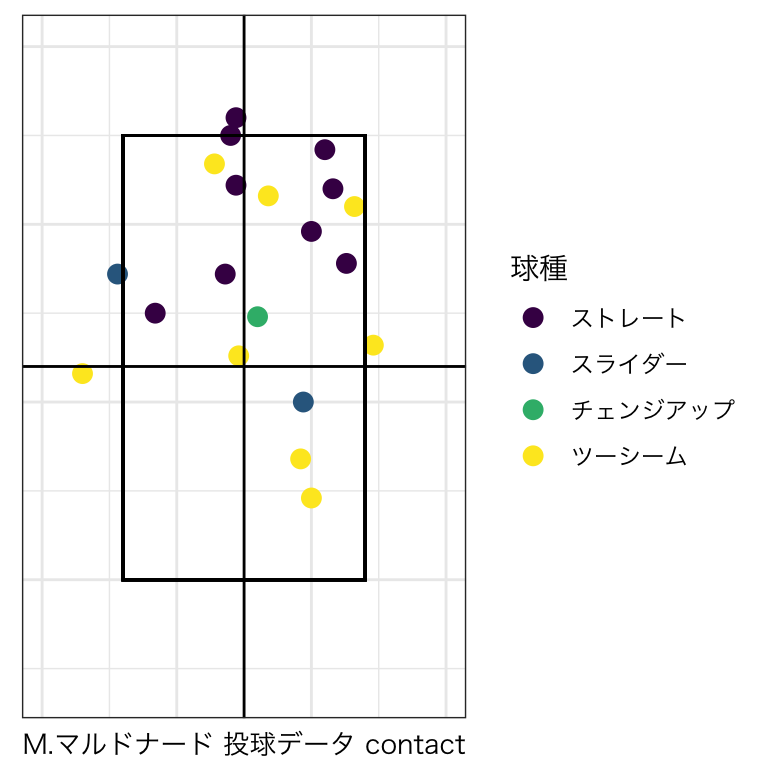 球種
ストレート
スライダー
チェンジアップ
ツーシーム
M.マルドナード 投球データ contact